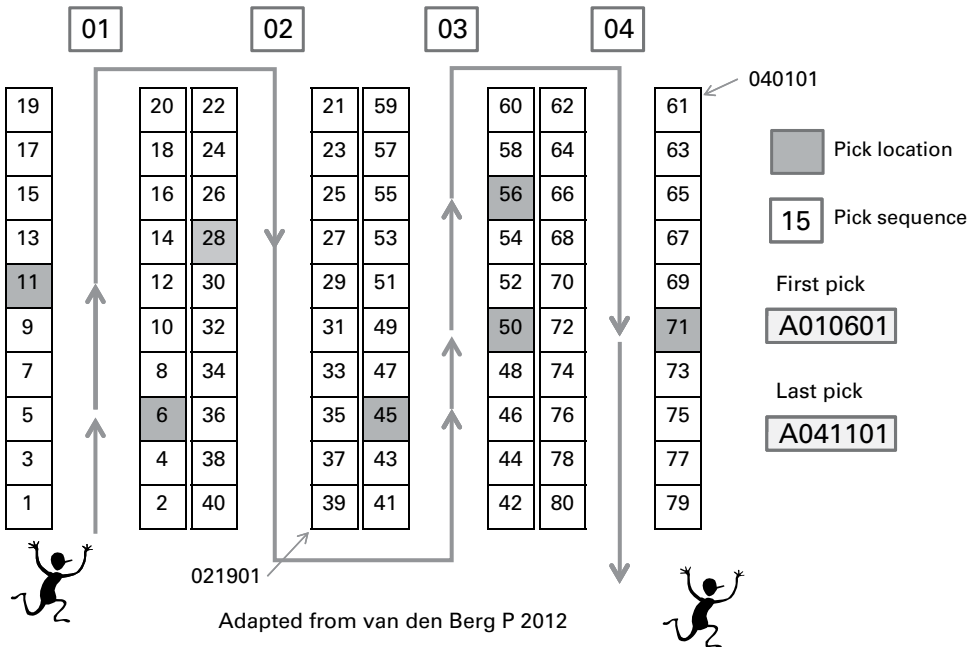 01 02 03 04
040101
19 20 22 21 59 60 62 61
17 18 24 23 57 58 64 63
15 16 26 25 55 56 66 65
13 14 28 27 53 54 68 67
11 12 30 29 51 52 70 69
9 10 32 31 49 50 72 71
7 8 34 33 47 48 74 73
5 6 36 35 45 46 76 75
3 4 38 37 43 44 78 77
1 2 40 39 41 42 80 79
Pick location
15 Pick sequence
First pick
A010601
Last pick
A041101
021901
Adapted from van den Berg P 2012